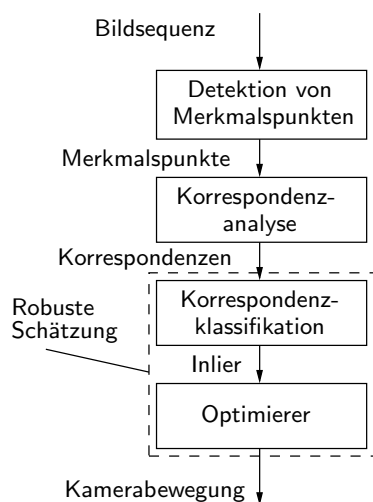 Bildsequenz
Detektion von
Merkmalspunkten
Merkmalspunkte
Korrespondenz-
analyse
Korrespondenzen
Korrespondenz-
klassifikation
Robuste
Schätzung
Inlier
Optimierer
Kamerabewegung